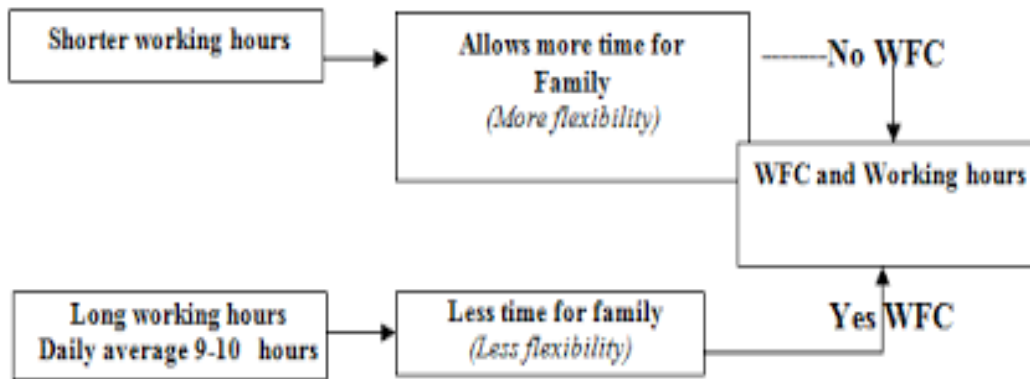 Shorter working hours
Allows more time for
Family
(More flexibility)
--------No WFC
WFC and Working hours
Long working hours
Daily average 9-10 hours
Less time for family
(Less flexibility)
Yes WFC